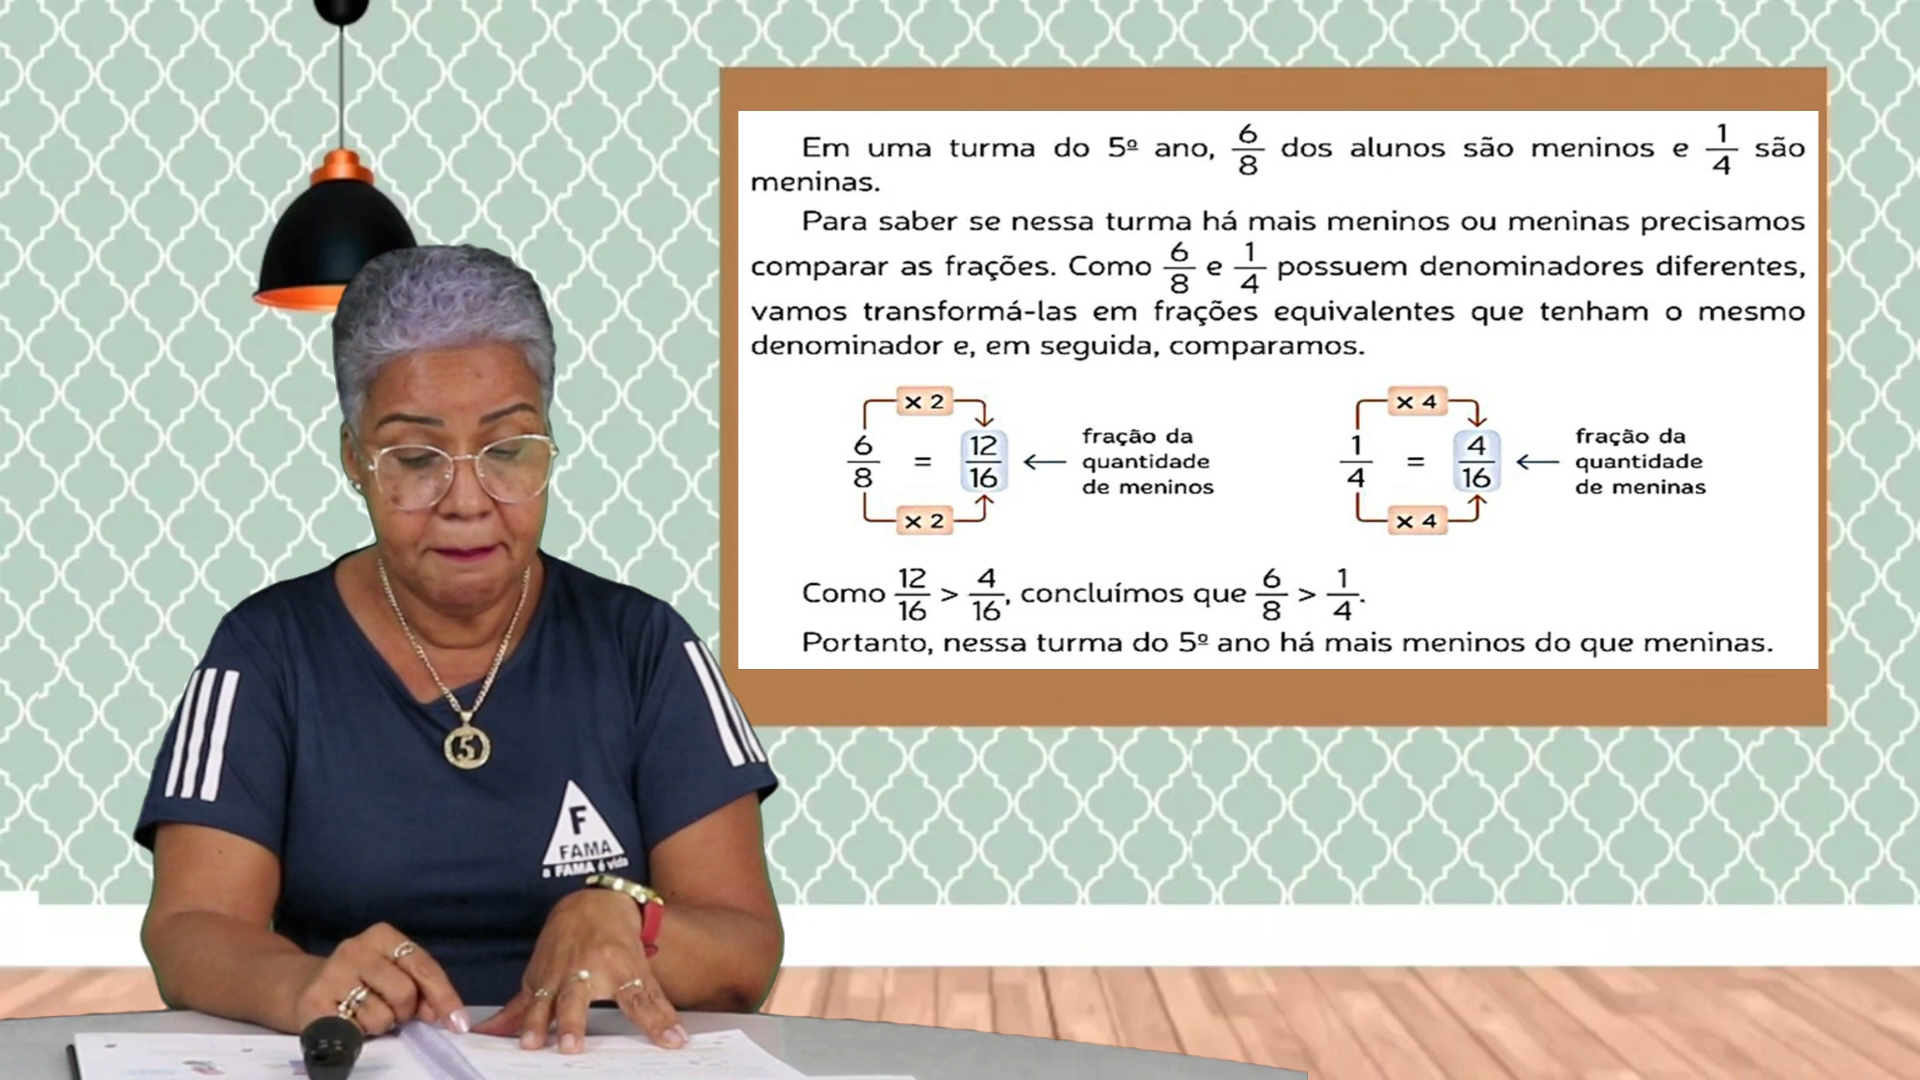 Em uma turma do 5º ano, 6/8 dos alunos são meninos e 1/4 são
meninas.
Para saber se nessa turma há mais meninos ou meninas precisamos
comparar as frações. Como 6/8 e 1/4 possuem denominadores diferentes,
vamos transformá-las em frações equivalentes que tenham o mesmo
denominador e, em seguida, comparamos.
× 2
6/8 = 12/16 ← fração da
quantidade
de meninos
× 2
× 4
1/4 = 4/16 ← fração da
quantidade
de meninas
× 4
Como 12/16 > 4/16, concluímos que 6/8 > 1/4.
Portanto, nessa turma do 5º ano há mais meninos do que meninas.
5
F
FAMA
a FAMA é vida